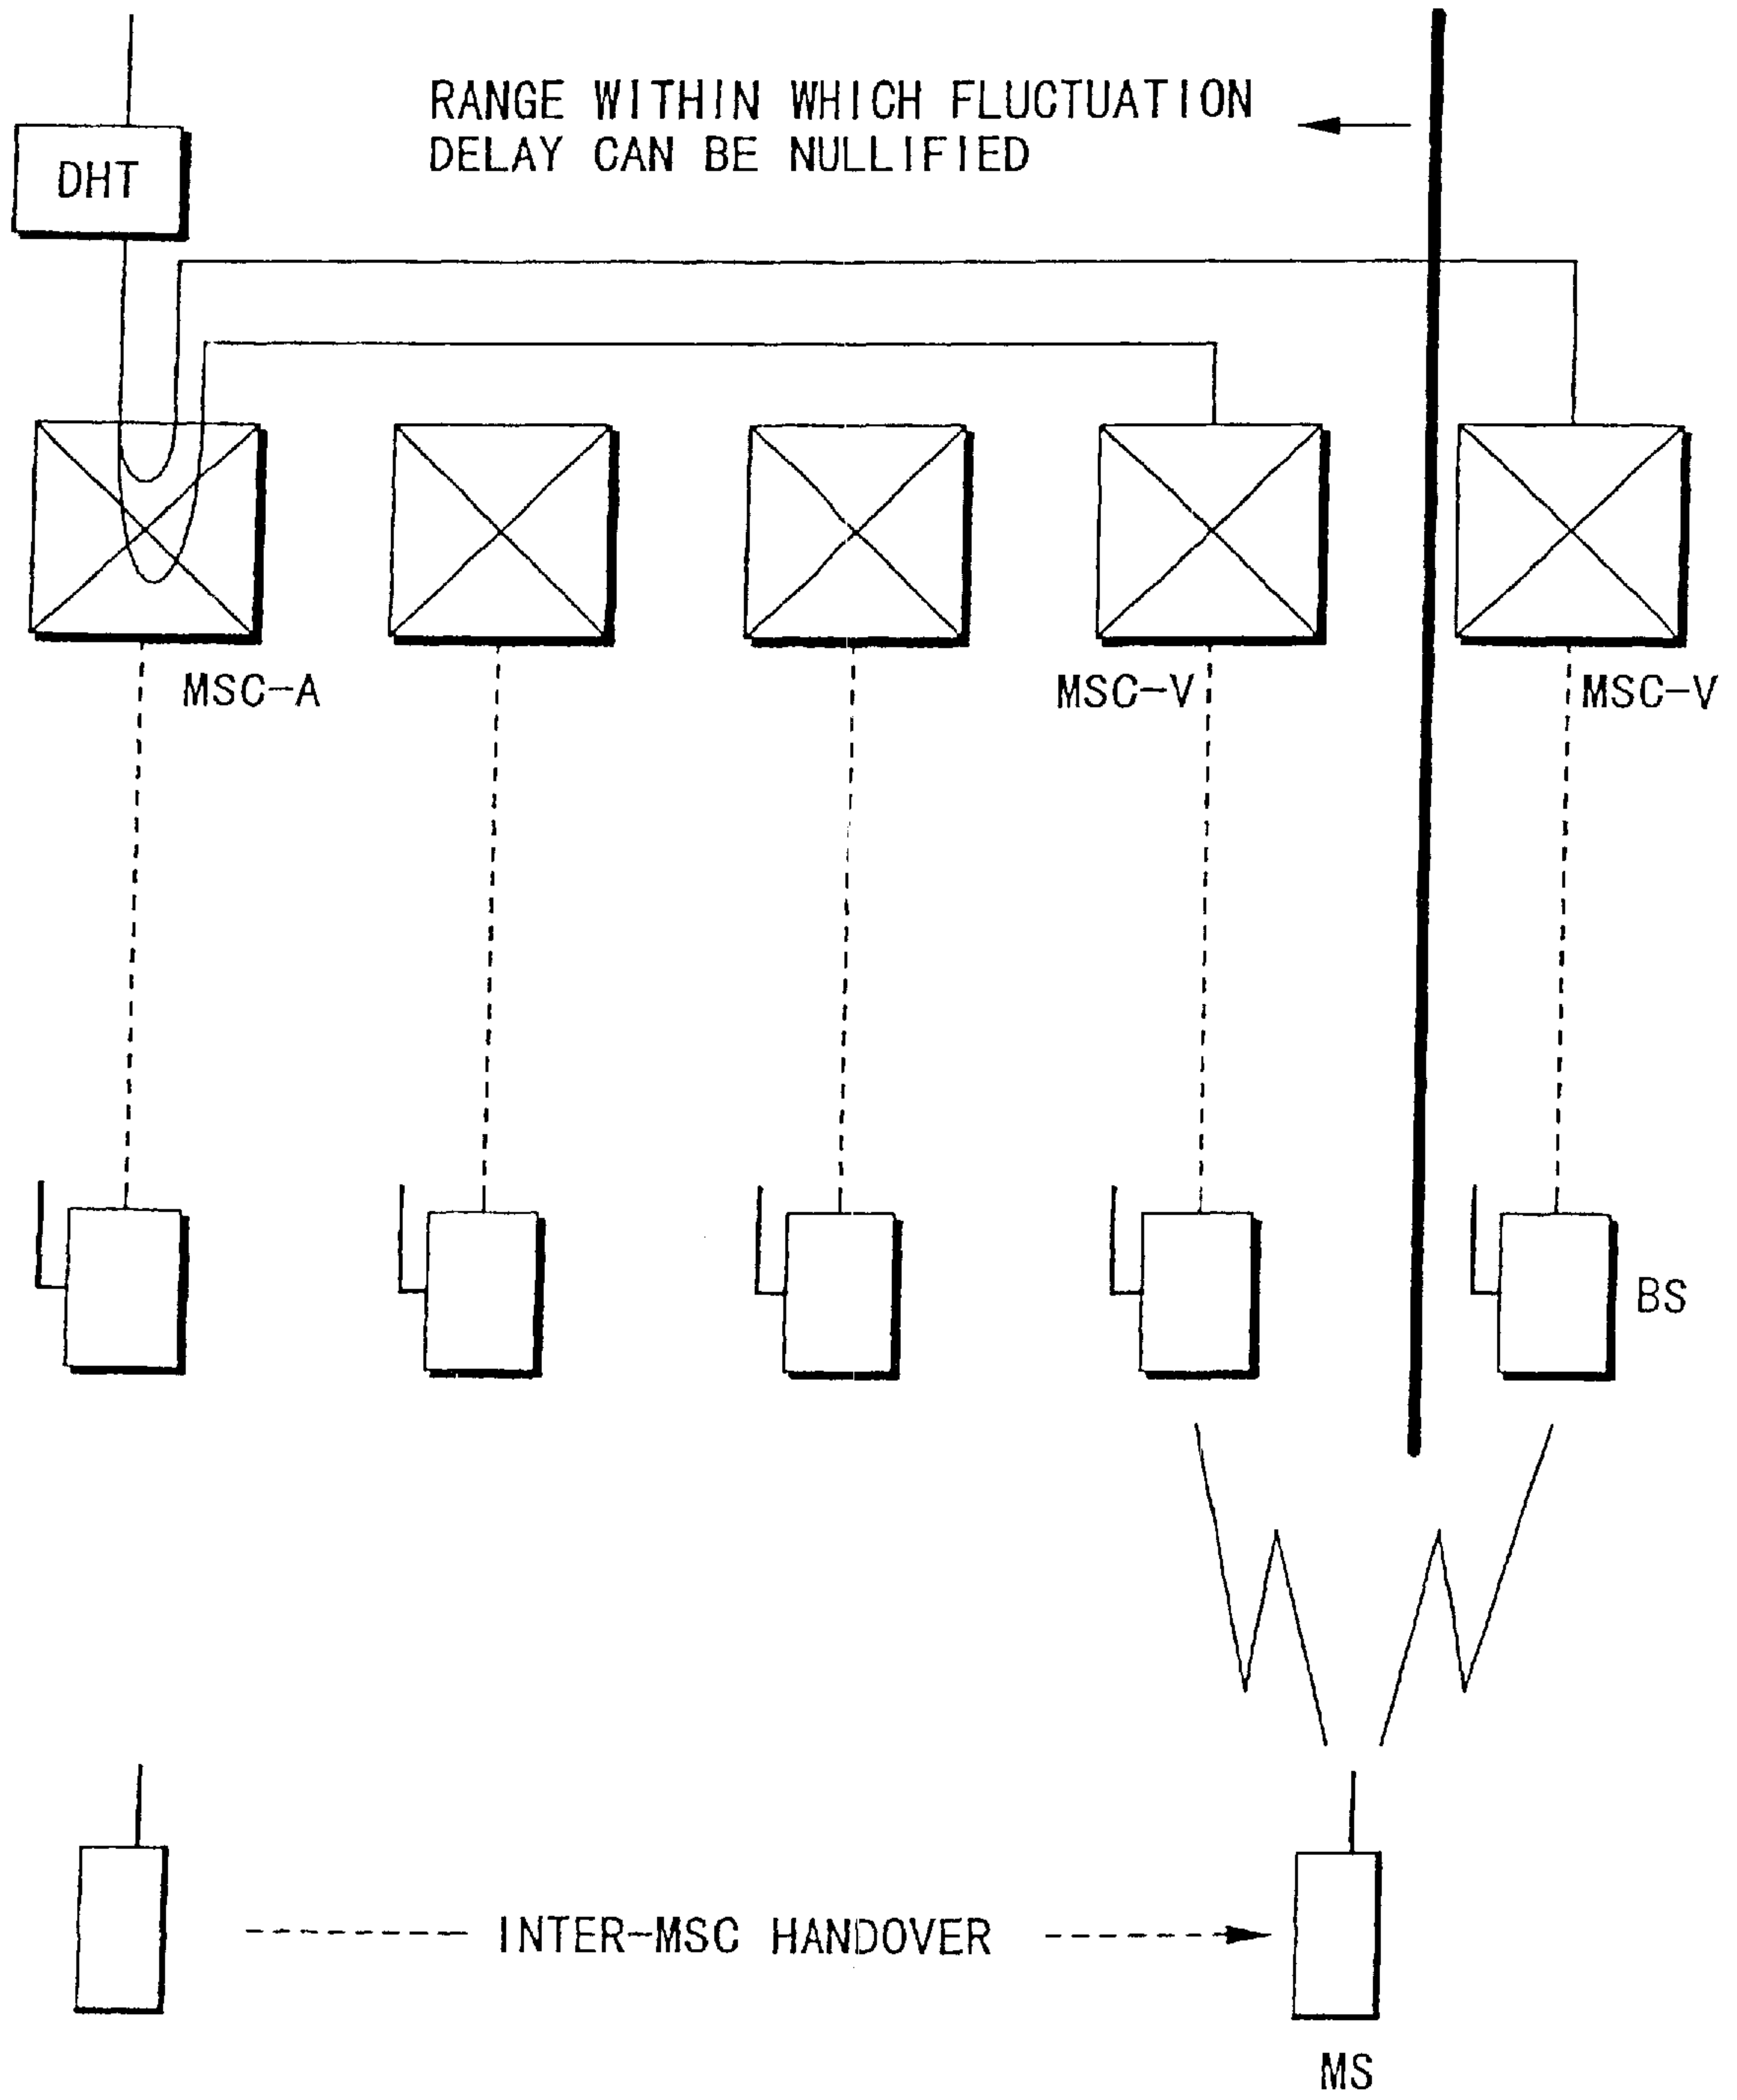 RANGE WITHIN WHICH FLUCTUATION
DELAY CAN BE NULLIFIED
DHT
MSC-A
MSC-V
MSC-V
BS
INTER-MSC HANDOVER
MS